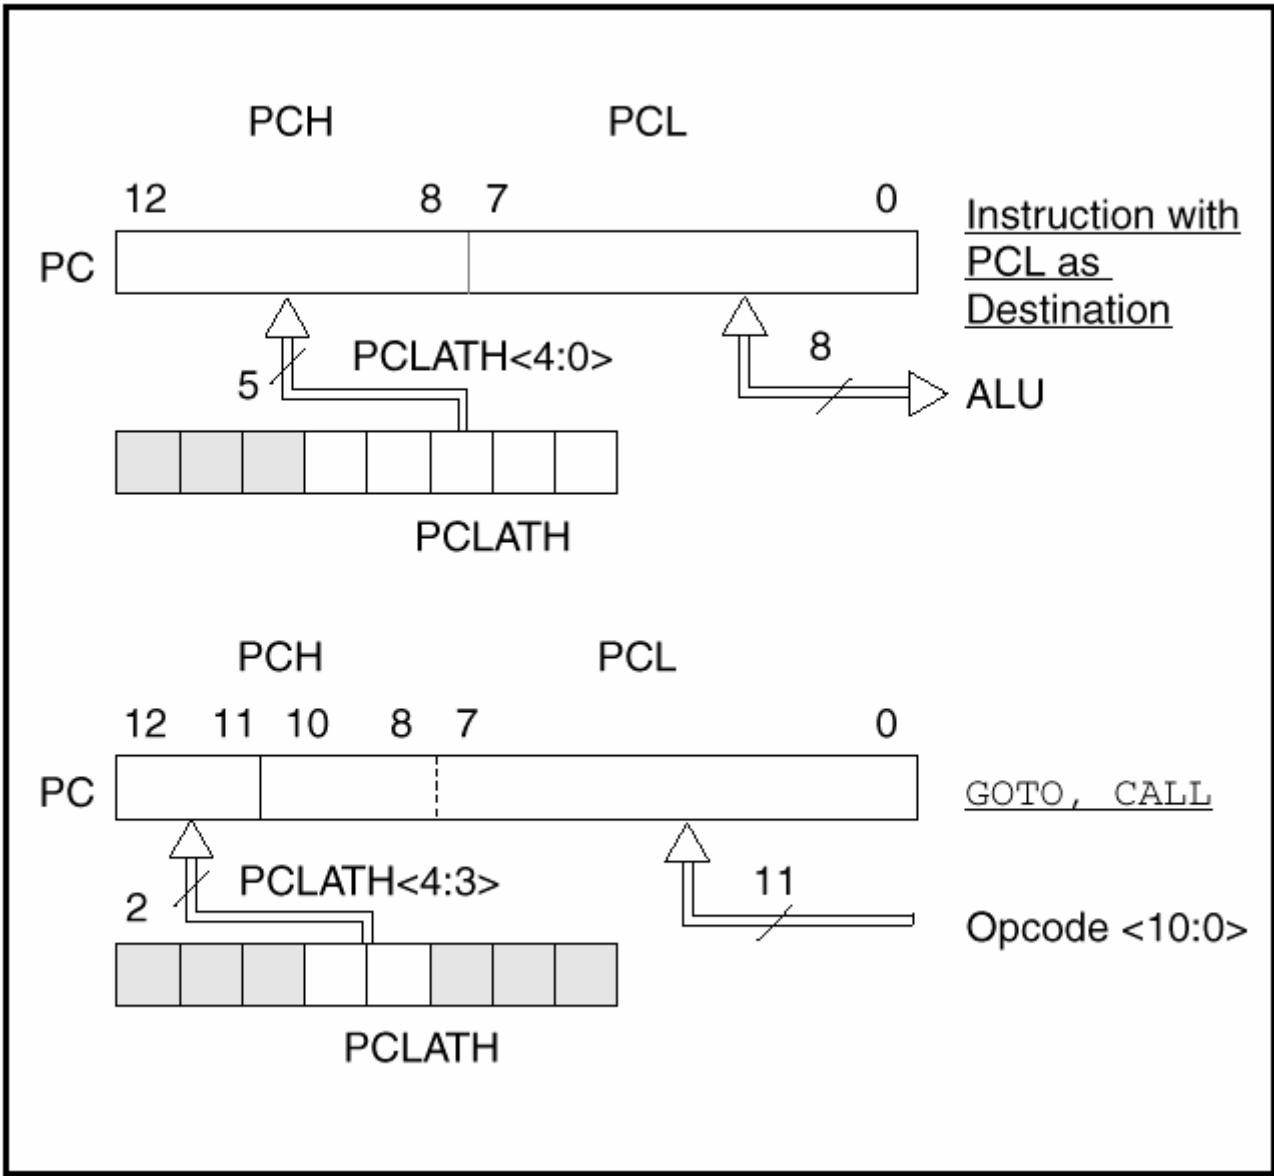 PCH PCL
12 8 7 0
Instruction with
PC
PCL as
Destination
5
PCLATH<4:0>
8
ALU
PCLATH
PCH PCL
12 11 10 8 7 0
PC
GOTO, CALL
2
PCLATH<4:3>
11
Opcode <10:0>
PCLATH